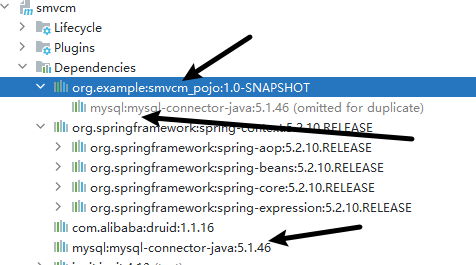 smvcm
Lifecycle
Plugins
Dependencies
org.example:smvcm_pojo:1.0-SNAPSHOT
mysql:mysql-connector-java:5.1.46 (omitted for duplicate)
org.springframework:spring-context:5.2.10.RELEASE
org.springframework:spring-aop:5.2.10.RELEASE
org.springframework:spring-beans:5.2.10.RELEASE
org.springframework:spring-core:5.2.10.RELEASE
org.springframework:spring-expression:5.2.10.RELEASE
com.alibaba:druid:1.1.16
mysql:mysql-connector-java:5.1.46